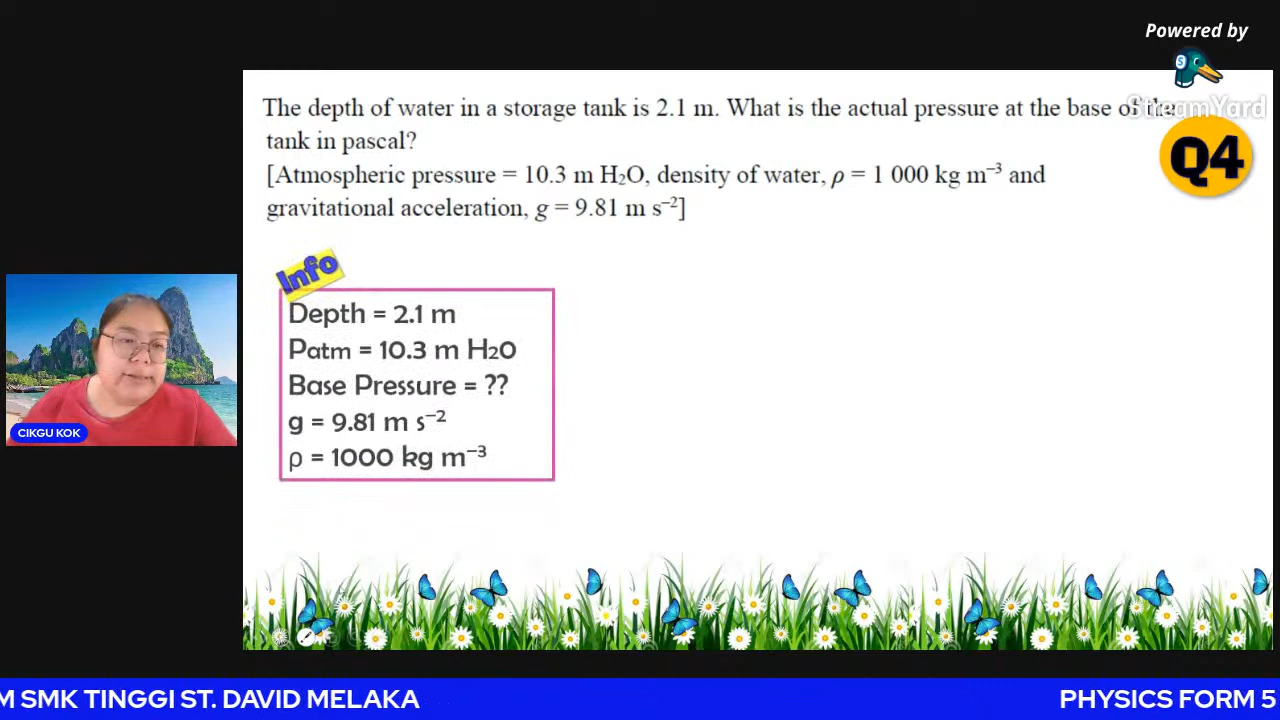 Powered by
StreamYard
The depth of water in a storage tank is 2.1 m. What is the actual pressure at the base of the
tank in pascal?
[Atmospheric pressure = 10.3 m H₂O, density of water, ρ = 1 000 kg m⁻³ and
gravitational acceleration, g = 9.81 m s⁻²]
Q4
Info
Depth = 2.1 m
Patm = 10.3 m H₂O
Base Pressure = ??
g = 9.81 m s⁻²
ρ = 1000 kg m⁻³
CIKGU KOK
M SMK TINGGI ST. DAVID MELAKA
PHYSICS FORM 5